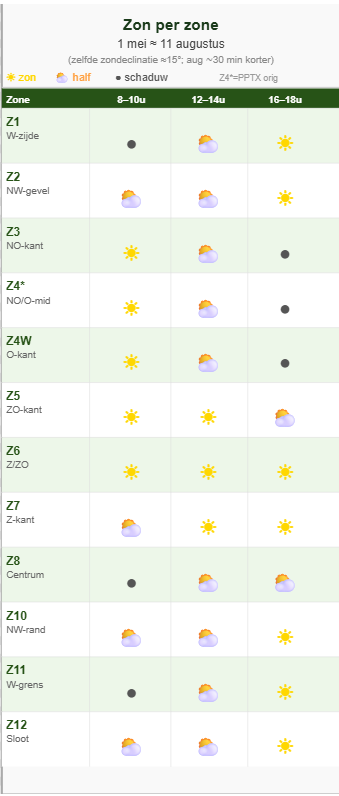 Zon per zone
1 mei ≈ 11 augustus
(zelfde zondeclinatie ≈15°; aug ~30 min korter)
zon half schaduw Z4*=PPTX orig
Zone 8–10u 12–14u 16–18u
Z1
W-zijde
Z2
NW-gevel
Z3
NO-kant
Z4*
NO/O-mid
Z4W
O-kant
Z5
ZO-kant
Z6
Z/ZO
Z7
Z-kant
Z8
Centrum
Z10
NW-rand
Z11
W-grens
Z12
Sloot